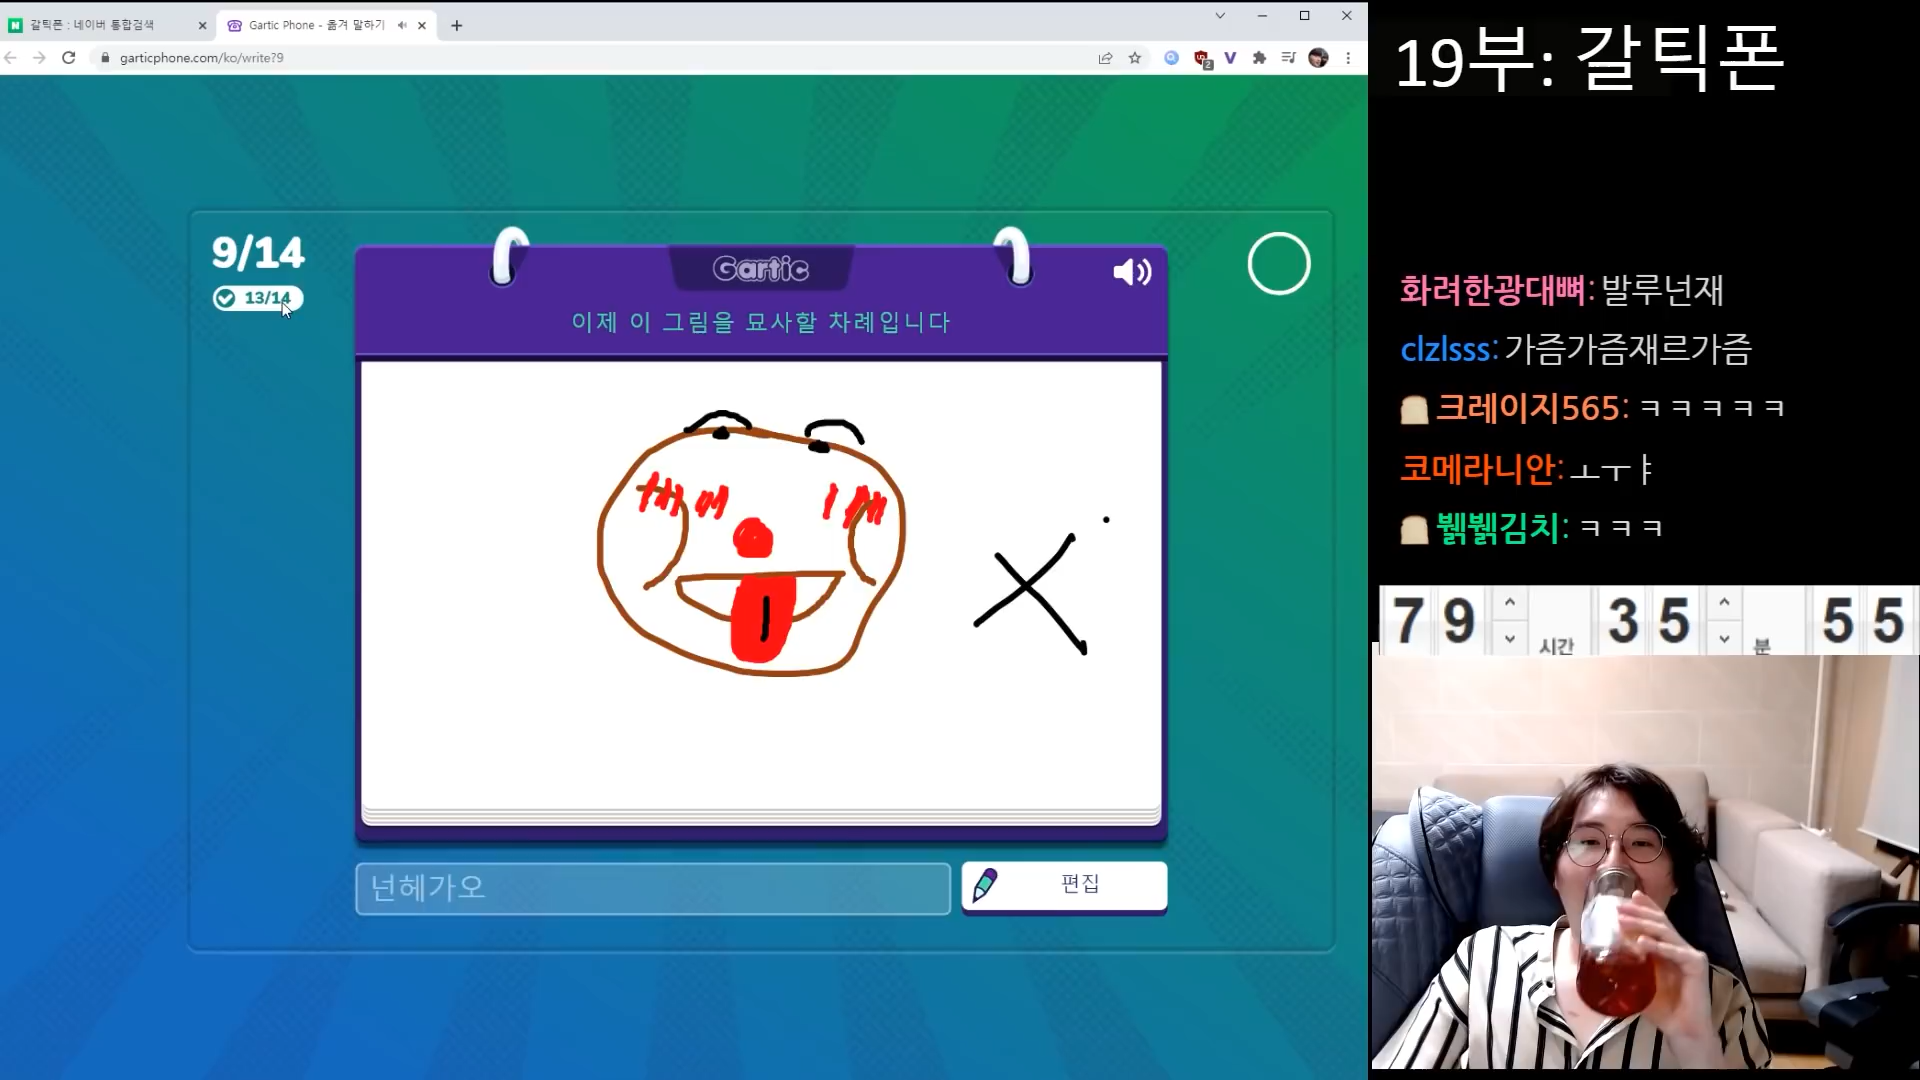 갈틱폰 : 네이버 통합검색
Gartic Phone - 옮겨 말하기
garticphone.com/ko/write?9
2
9/14
13/14
Gartic
이제 이 그림을 묘사할 차례입니다
넌헤가오
편집
19부: 갈틱폰
화려한광대뼈: 발루넌재
clzlsss: 가즘가즘재르가즘
크레이지565: ㅋㅋㅋㅋㅋ
코메라니안: ㅗㅜㅑ
뷁뷁김치: ㅋㅋㅋ
79 시간 35 분 55